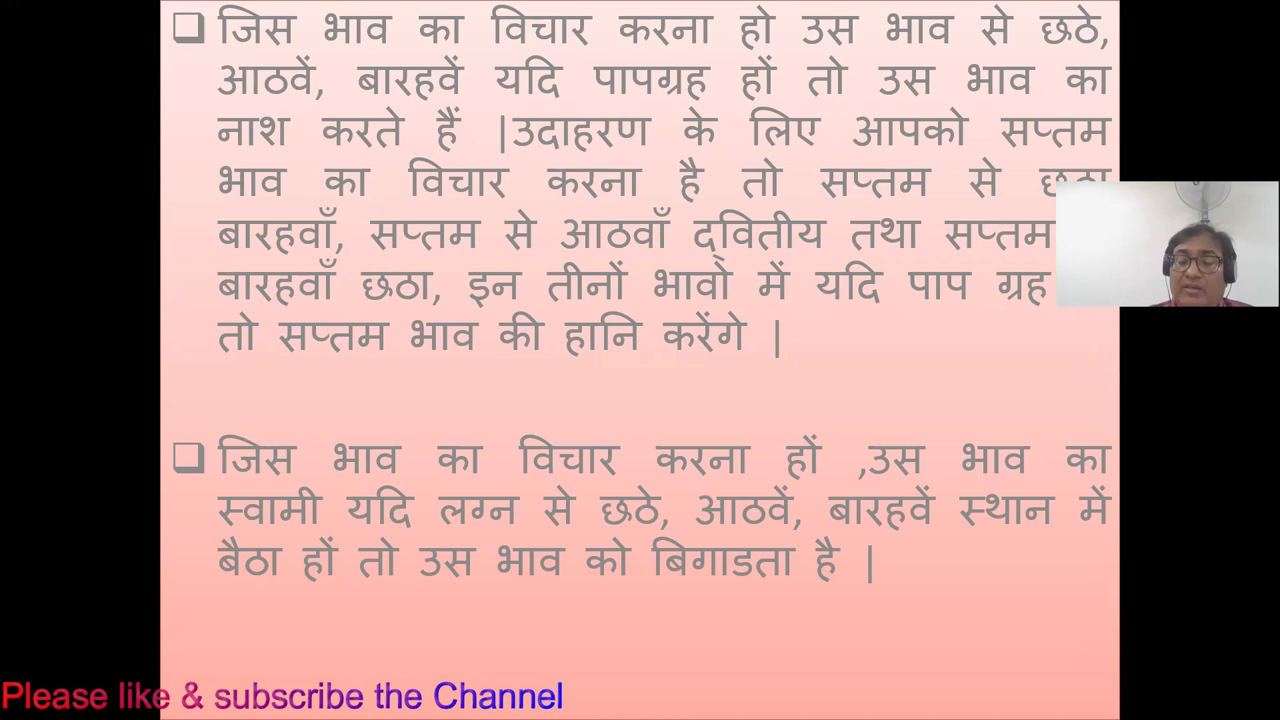 ❑ जिस भाव का विचार करना हो उस भाव से छठे,
आठवें, बारहवें यदि पापग्रह हों तो उस भाव का
नाश करते हैं |उदाहरण के लिए आपको सप्तम
भाव का विचार करना है तो सप्तम से छठा
बारहवाँ, सप्तम से आठवाँ द्वितीय तथा सप्तम
बारहवाँ छठा, इन तीनों भावों में यदि पाप ग्रह
तो सप्तम भाव की हानि करेंगे |
❑ जिस भाव का विचार करना हों ,उस भाव का
स्वामी यदि लग्न से छठे, आठवें, बारहवें स्थान में
बैठा हों तो उस भाव को बिगाडता है |
Please like & subscribe the Channel